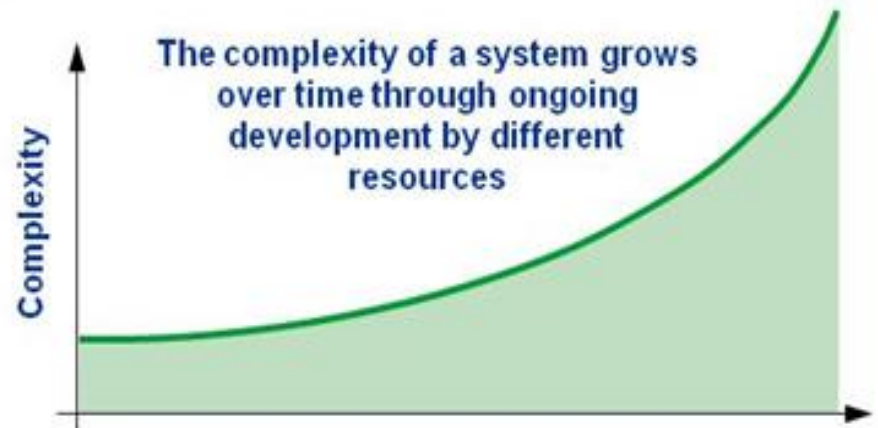 The complexity of a system grows
over time through ongoing
development by different
resources
Complexity